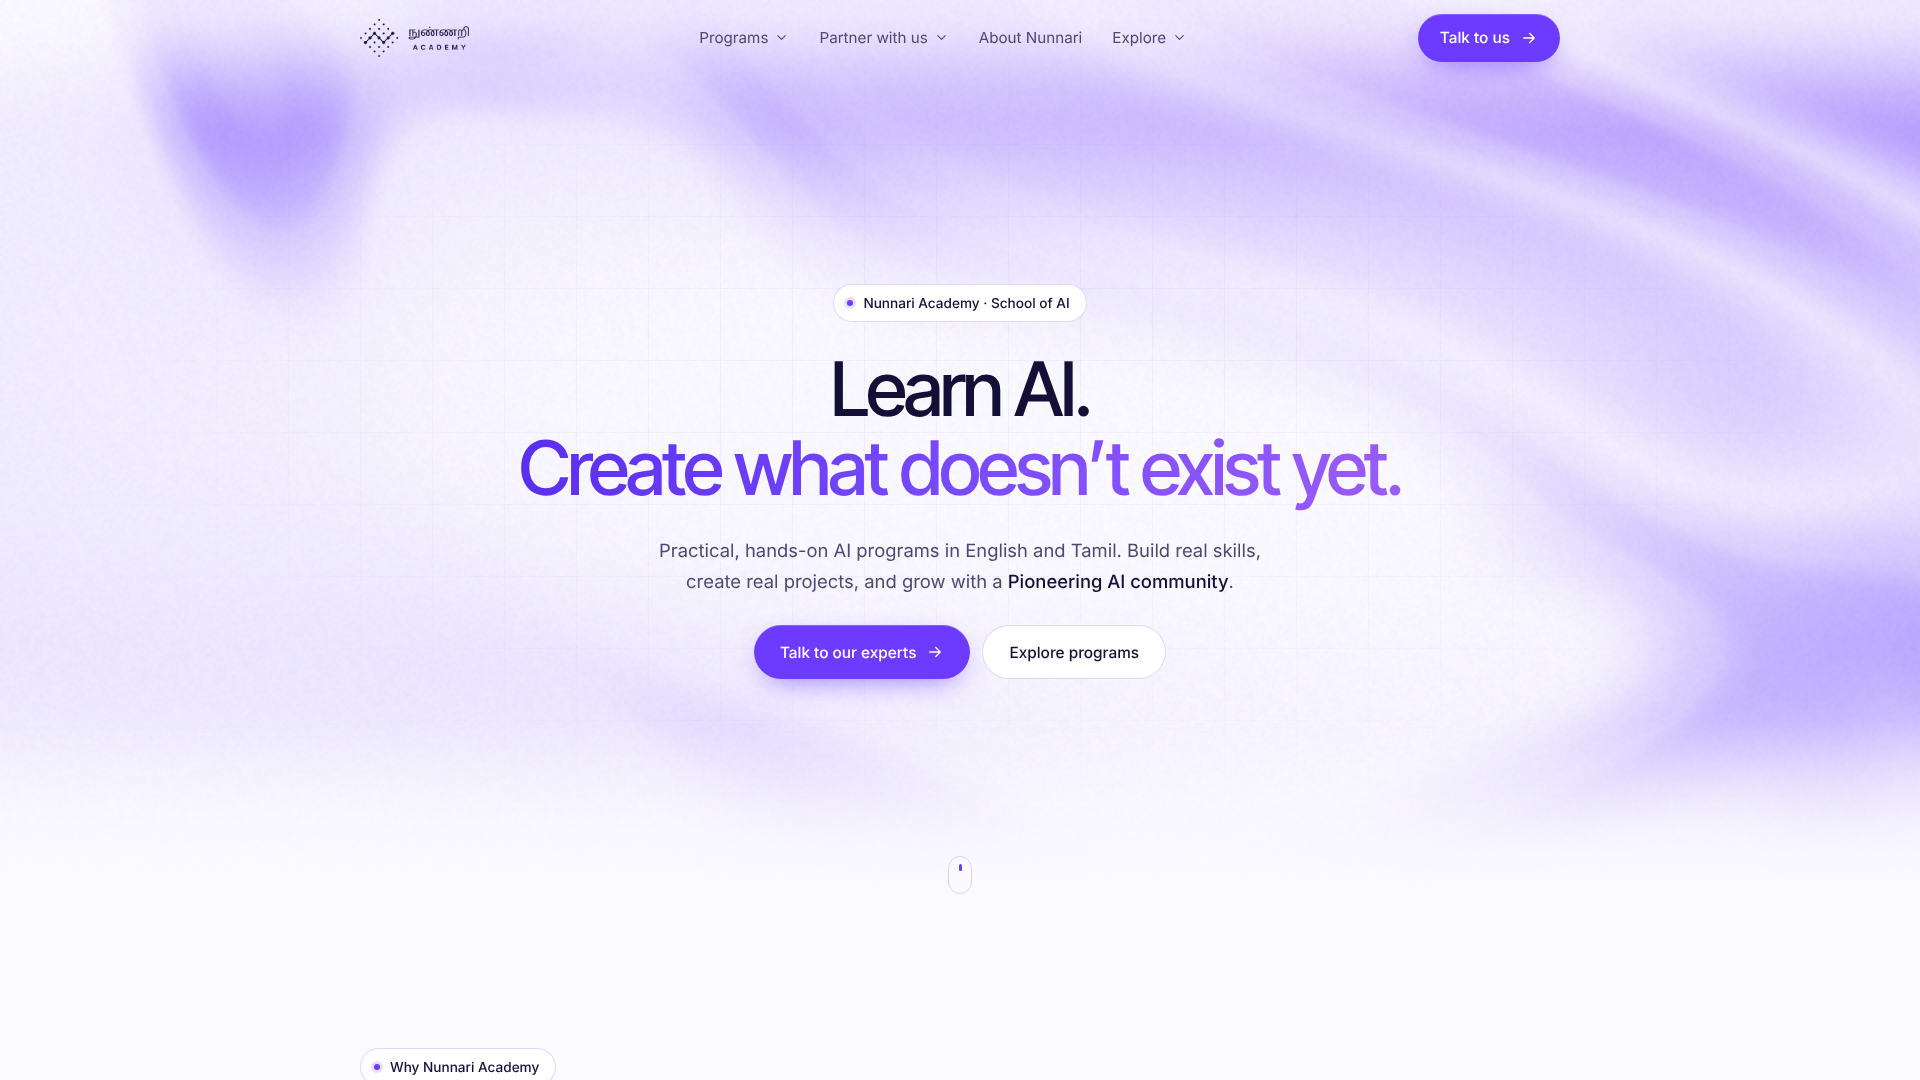 நுண்ணறி
ACADEMY
Programs
Partner with us
About Nunnari
Explore
Talk to us
Nunnari Academy · School of AI
Learn AI.
Create what doesn’t exist yet.
Practical, hands-on AI programs in English and Tamil. Build real skills,
create real projects, and grow with a Pioneering AI community.
Talk to our experts
Explore programs
Why Nunnari Academy